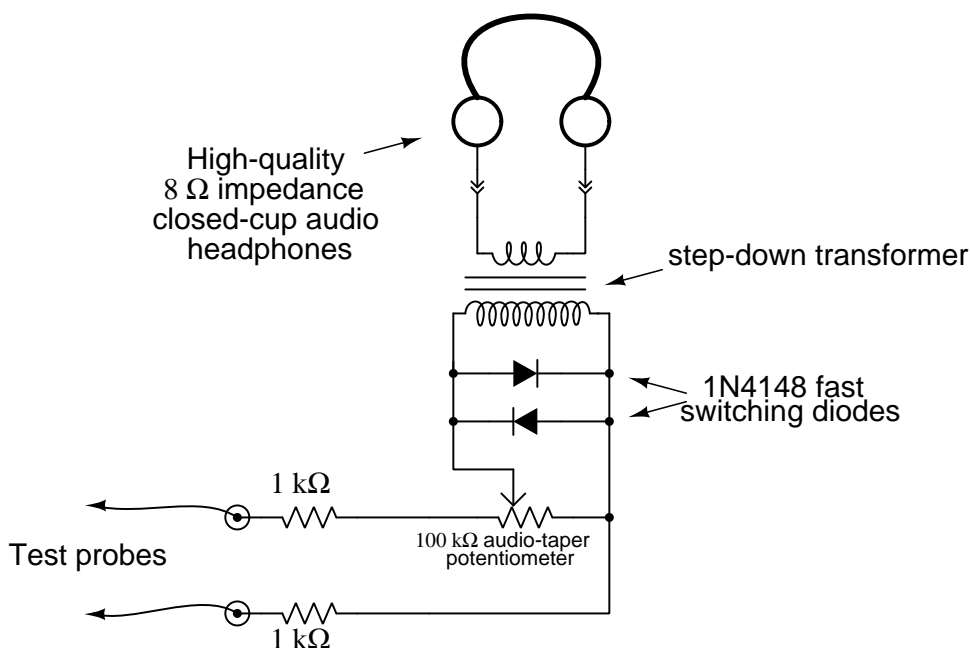 High-quality
8 Ω impedance
closed-cup audio
headphones
step-down transformer
1N4148 fast
switching diodes
1 kΩ
100 kΩ audio-taper
potentiometer
Test probes
1 kΩ